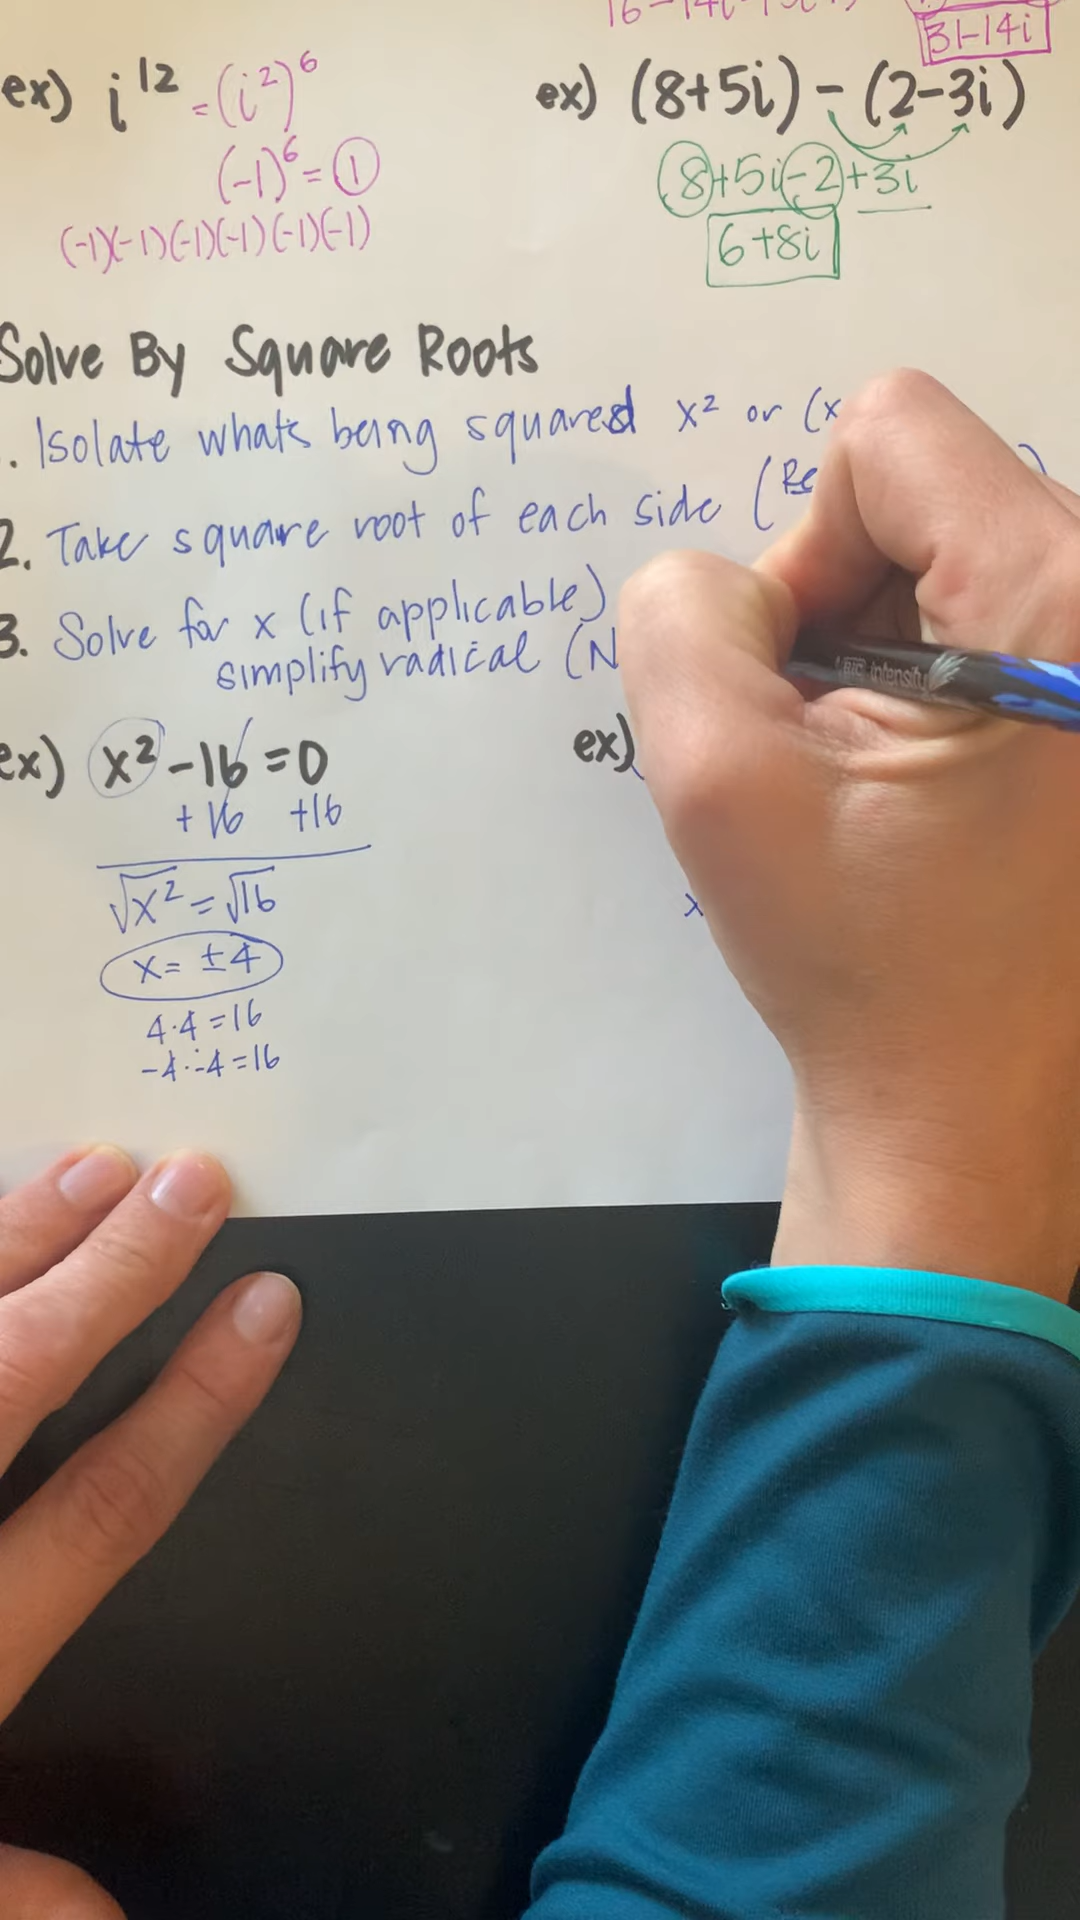 31-14i
ex) i¹² = (i²)⁶
(-1)⁶ = 1
(-1)(-1)(-1)(-1)(-1)(-1)
ex) (8+5i) - (2-3i)
8+5i-2+3i
6+8i
Solve By Square Roots
. Isolate whats being squared x² or (x
2. Take square root of each side (
3. Solve for x (if applicable)
simplify radical (N
ex) x² -16 = 0
+16 +16
√x² = √16
x = ±4
4·4 = 16
-4·-4 = 16
ex)
x
BIC intensity